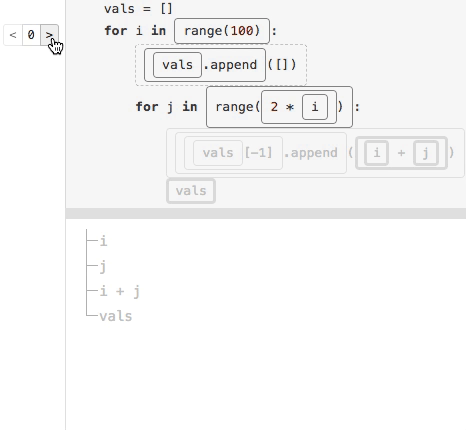 vals = []
< 0 > for i in range(100) :
vals.append([])
for j in range(2 * i) :
vals[-1].append(i + j)
vals
i
j
i + j
vals